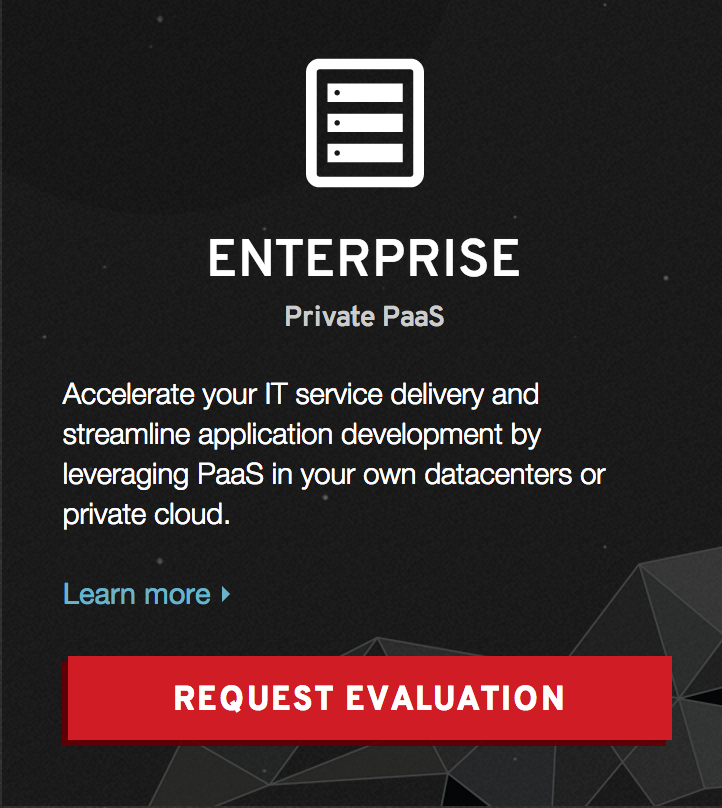 ENTERPRISE
Private PaaS
Accelerate your IT service delivery and
streamline application development by
leveraging PaaS in your own datacenters or
private cloud.
Learn more
REQUEST EVALUATION